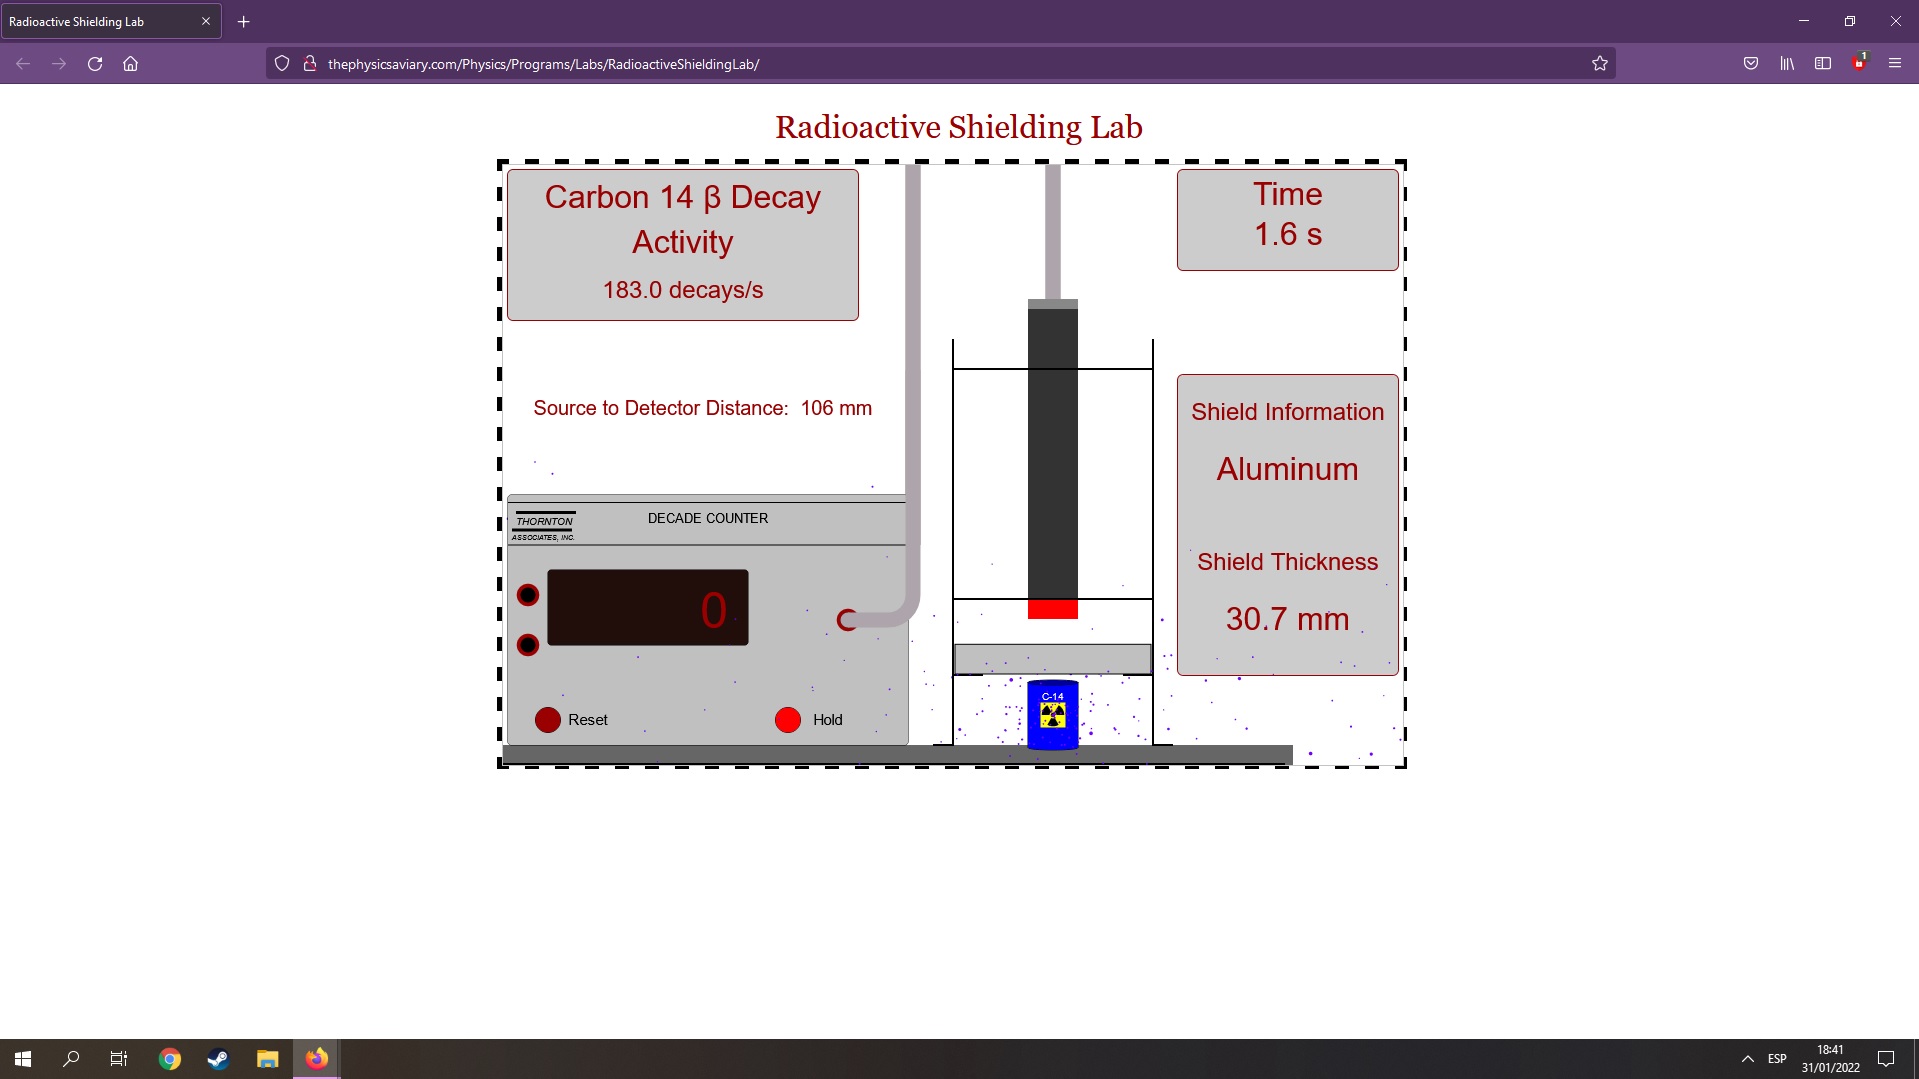 Radioactive Shielding Lab
thephysicsaviary.com/Physics/Programs/Labs/RadioactiveShieldingLab/
1
Radioactive Shielding Lab
Carbon 14 β Decay
Activity
183.0 decays/s
Time
1.6 s
Source to Detector Distance: 106 mm
Shield Information
Aluminum
Shield Thickness
30.7 mm
THORNTON
ASSOCIATES, INC.
DECADE COUNTER
0
Reset
Hold
C-14
ESP
18:41
31/01/2022